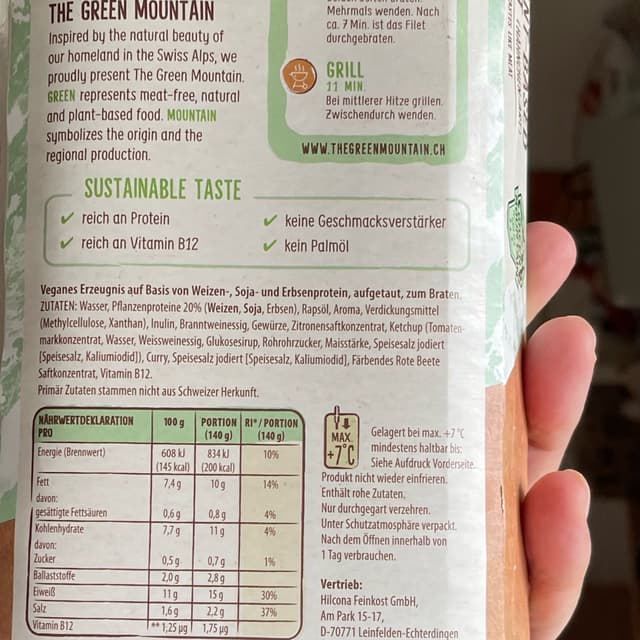 THE GREEN MOUNTAIN
Inspired by the natural beauty of
our homeland in the Swiss Alps, we
proudly present The Green Mountain.
GREEN represents meat-free, natural
and plant-based food. MOUNTAIN
symbolizes the origin and the
regional production.
Mehrmals wenden. Nach
ca. 7 Min. ist das Filet
durchgebraten.
GRILL
11 MIN.
Bei mittlerer Hitze grillen.
Zwischendurch wenden.
WWW.THEGREENMOUNTAIN.CH
SUSTAINABLE TASTE
✓ reich an Protein
✓ reich an Vitamin B12
✓ keine Geschmacksverstärker
✓ kein Palmöl
Veganes Erzeugnis auf Basis von Weizen-, Soja- und Erbsenprotein, aufgetaut, zum Braten.
ZUTATEN: Wasser, Pflanzenproteine 20% (Weizen, Soja, Erbsen), Rapsöl, Aroma, Verdickungsmittel
(Methylcellulose, Xanthan), Inulin, Branntweinessig, Gewürze, Zitronensaftkonzentrat, Ketchup (Tomaten-
markkonzentrat, Wasser, Weissweinessig, Glukosesirup, Rohrohrzucker, Maisstärke, Speisesalz jodiert
[Speisesalz, Kaliumiodid]), Curry, Speisesalz jodiert [Speisesalz, Kaliumiodid], Färbendes Rote Beete
Saftkonzentrat, Vitamin B12.
Primär Zutaten stammen nicht aus Schweizer Herkunft.
NÄHRWERTDEKLARATION PRO 100 g PORTION (140 g) RI*/PORTION (140 g)
Energie (Brennwert) 608 kJ (145 kcal) 834 kJ (200 kcal) 10%
Fett 7,4 g 10 g 14%
davon:
gesättigte Fettsäuren 0,6 g 0,8 g 4%
Kohlenhydrate 7,7 g 11 g 4%
davon:
Zucker 0,5 g 0,7 g 1%
Ballaststoffe 2,0 g 2,8 g
Eiweiß 11 g 15 g 30%
Salz 1,6 g 2,2 g 37%
Vitamin B12 **1,25 µg 1,75 µg
MAX.
+7°C
Gelagert bei max. +7°C
mindestens haltbar bis:
Siehe Aufdruck Vorderseite.
Produkt nicht wieder einfrieren.
Enthält rohe Zutaten.
Nur durchgegart verzehren.
Unter Schutzatmosphäre verpackt.
Nach dem Öffnen innerhalb von
1 Tag verbrauchen.
Vertrieb:
Hilcona Feinkost GmbH,
Am Park 15-17,
D-70771 Leinfelden-Echterdingen